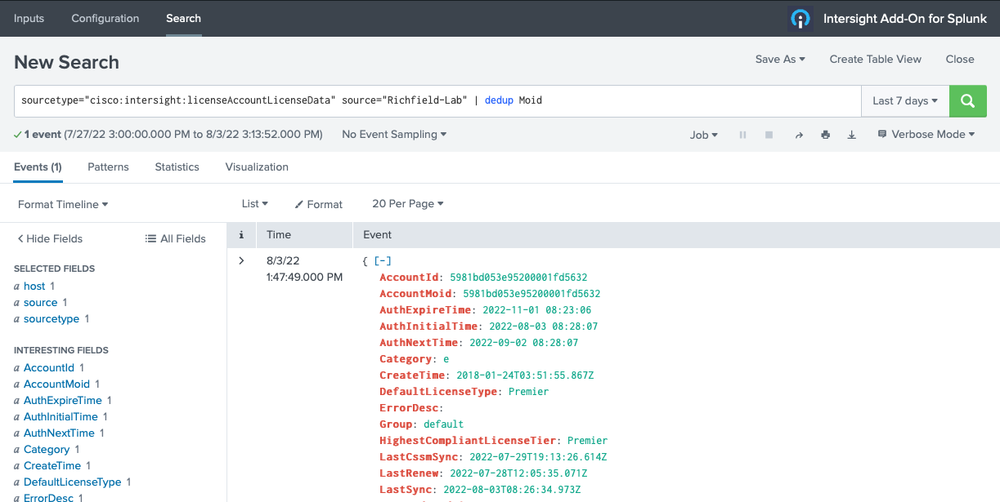 Inputs Configuration Search Intersight Add-On for Splunk
New Search Save As Create Table View Close
sourcetype="cisco:intersight:licenseAccountLicenseData" source="Richfield-Lab" | dedup Moid Last 7 days
1 event (7/27/22 3:00:00.000 PM to 8/3/22 3:13:52.000 PM) No Event Sampling Job Verbose Mode
Events (1) Patterns Statistics Visualization
Format Timeline List Format 20 Per Page
Hide Fields All Fields
SELECTED FIELDS
a host 1
a source 1
a sourcetype 1
INTERESTING FIELDS
a AccountId 1
a AccountMoid 1
a AuthExpireTime 1
a AuthInitialTime 1
a AuthNextTime 1
a Category 1
a CreateTime 1
a DefaultLicenseType 1
a ErrorDesc 1
i Time Event
8/3/22
1:47:49.000 PM
{ [-]
AccountId: 5981bd053e95200001fd5632
AccountMoid: 5981bd053e95200001fd5632
AuthExpireTime: 2022-11-01 08:23:06
AuthInitialTime: 2022-08-03 08:28:07
AuthNextTime: 2022-09-02 08:28:07
Category: e
CreateTime: 2018-01-24T03:51:55.867Z
DefaultLicenseType: Premier
ErrorDesc:
Group: default
HighestCompliantLicenseTier: Premier
LastCssmSync: 2022-07-29T19:13:26.614Z
LastRenew: 2022-07-28T12:05:35.071Z
LastSync: 2022-08-03T08:26:34.973Z